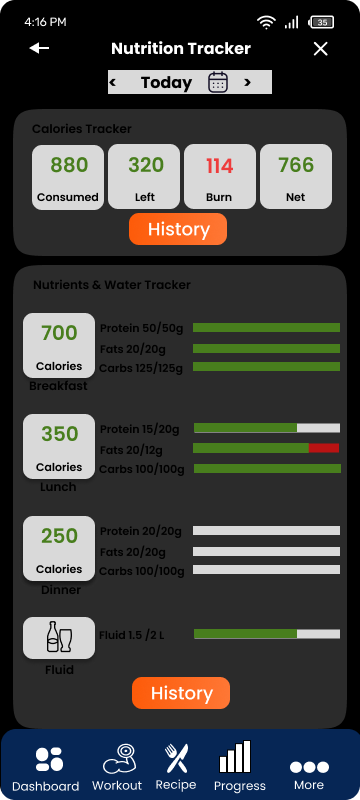 4:16 PM 35
Nutrition Tracker
< Today >
Calories Tracker
880 320 114 766
Consumed Left Burn Net
History
Nutrients & Water Tracker
700
Calories
Breakfast
Protein 50/50g
Fats 20/20g
Carbs 125/125g
350
Calories
Lunch
Protein 15/20g
Fats 20/12g
Carbs 100/100g
250
Calories
Dinner
Protein 20/20g
Fats 20/20g
Carbs 100/100g
Fluid 1.5 /2 L
Fluid
History
Dashboard Workout Recipe Progress More